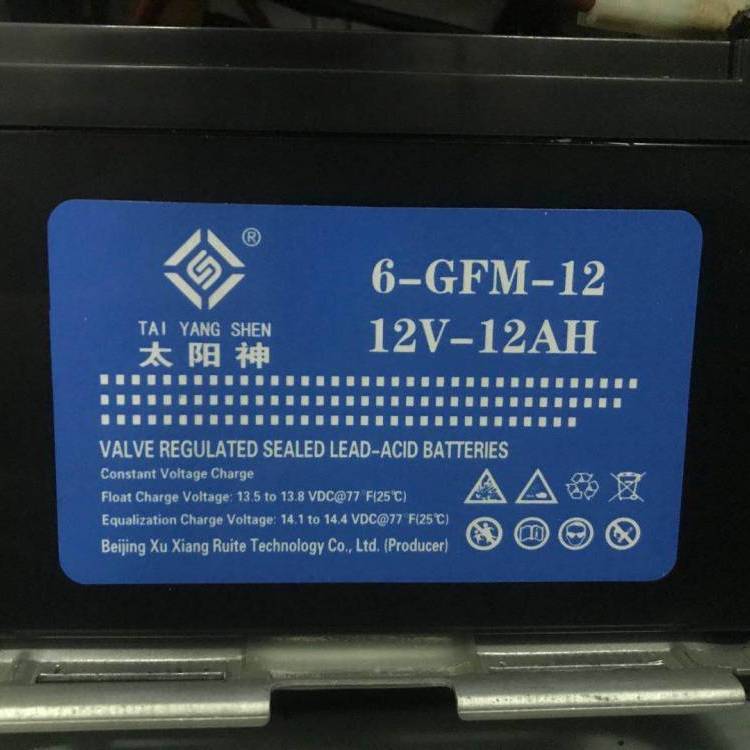 ®
TAI YANG SHEN
太阳神
6-GFM-12
12V-12AH
VALVE REGULATED SEALED LEAD-ACID BATTERIES
Constant Voltage Charge
Float Charge Voltage: 13.5 to 13.8 VDC@77°F(25℃)
Equalization Charge Voltage: 14.1 to 14.4 VDC@77°F(25℃)
Beijing Xu Xiang Ruite Technology Co., Ltd. (Producer)